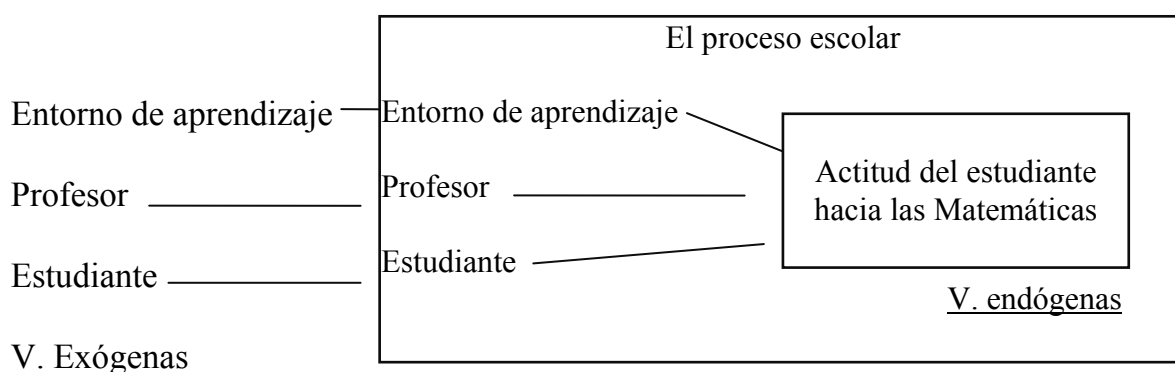 El proceso escolar
Entorno de aprendizaje
Entorno de aprendizaje
Profesor
Profesor
Estudiante
Estudiante
Actitud del estudiante
hacia las Matemáticas
V. endógenas
V. Exógenas